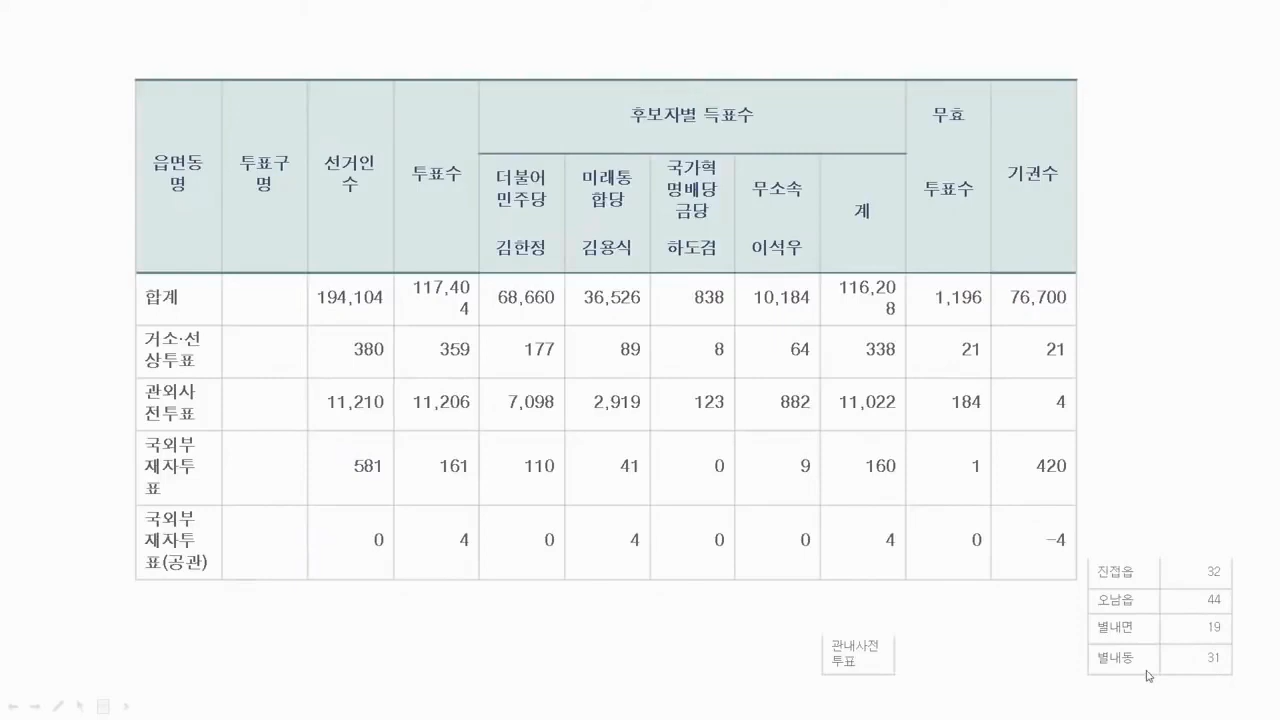 후보자별 득표수
무효
읍면동
명
투표구
명
선거인
수
투표수
더불어
민주당
김한정
미래통
합당
김용식
국가혁
명배당
금당
하도겸
무소속
이석우
계
투표수
기권수
합계 194,104 117,40 68,660 36,526 838 10,184 116,20 1,196 76,700
4 8
거소·선
상투표
380 359 177 89 8 64 338 21 21
관외사
전투표
11,210 11,206 7,098 2,919 123 882 11,022 184 4
국외부
재자투
표
581 161 110 41 0 9 160 1 420
국외부
재자투
표(공관)
0 4 0 4 0 0 4 0 −4
진접읍 32
오남읍 44
별내면 19
별내동 31
관내사전
투표